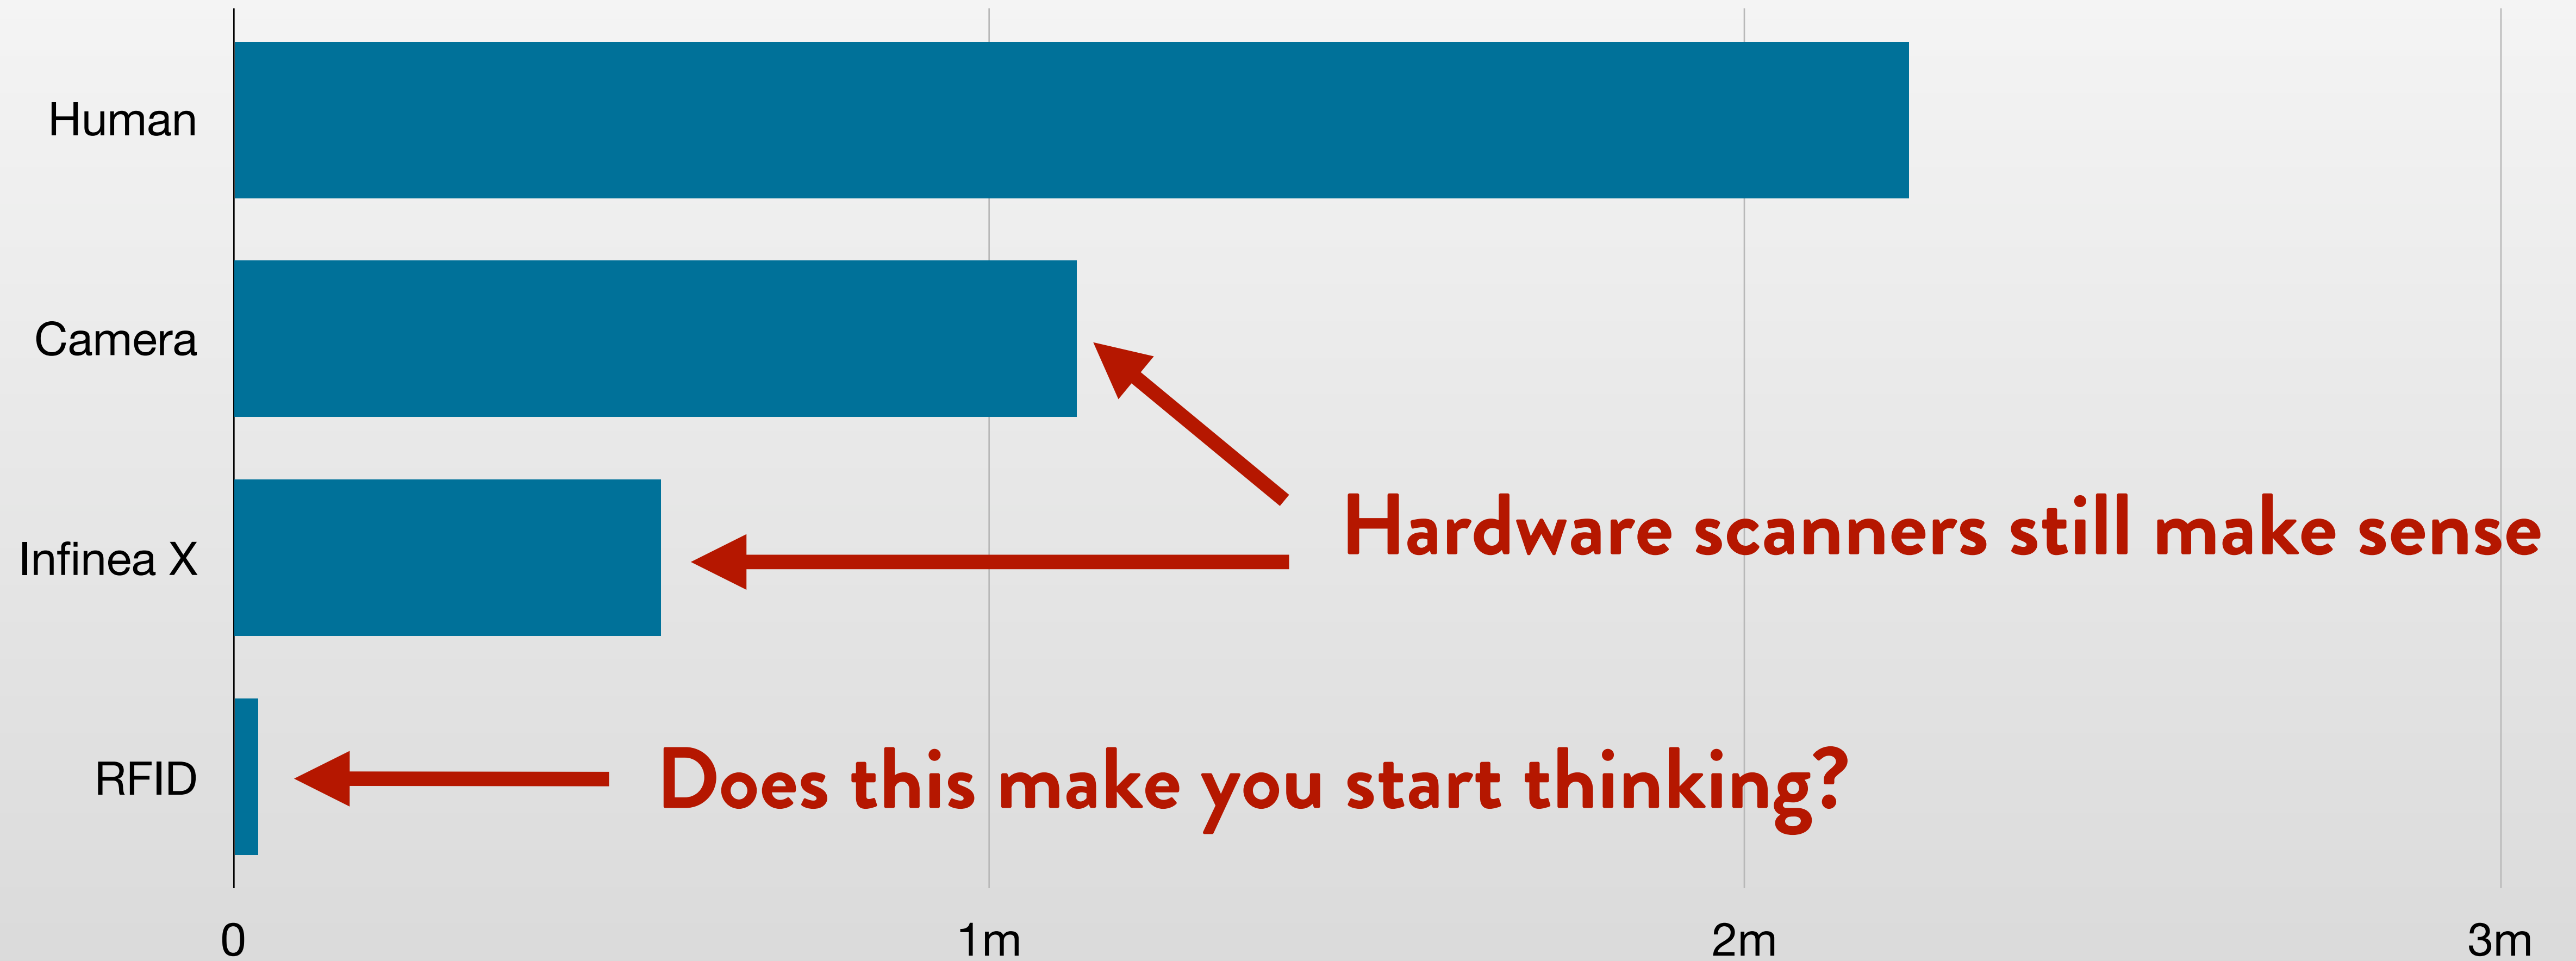 Human
Camera
Infinea X
Hardware scanners still make sense
RFID
Does this make you start thinking?
0
1m
2m
3m